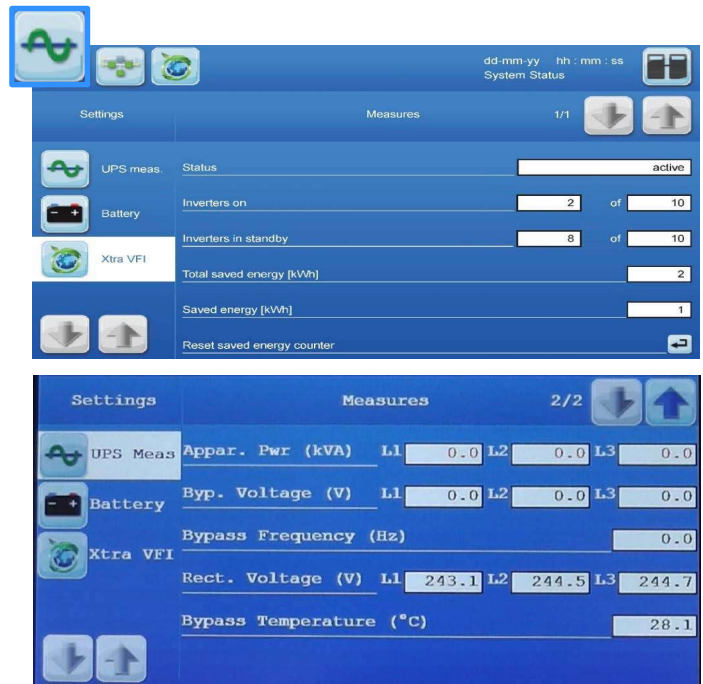 dd-mm-yy hh : mm : ss
System Status
Settings Measures 1/1
UPS meas. Status active
Battery Inverters on 2 of 10
Inverters in standby 8 of 10
Xtra VFI
Total saved energy [kWh] 2
Saved energy [kWh] 1
Reset saved energy counter
Settings Measures 2/2
UPS Meas Appar. Pwr (kVA) L1 0.0 L2 0.0 L3 0.0
Battery Byp. Voltage (V) L1 0.0 L2 0.0 L3 0.0
Bypass Frequency (Hz) 0.0
Xtra VFI
Rect. Voltage (V) L1 243.1 L2 244.5 L3 244.7
Bypass Temperature (°C) 28.1